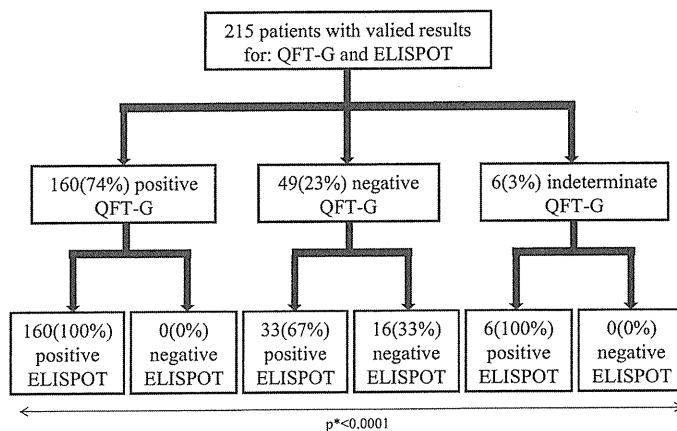 215 patients with valied results
for: QFT-G and ELISPOT
160(74%) positive
QFT-G
49(23%) negative
QFT-G
6(3%) indeterminate
QFT-G
160(100%)
positive
ELISPOT
0(0%)
negative
ELISPOT
33(67%)
positive
ELISPOT
16(33%)
negative
ELISPOT
6(100%)
positive
ELISPOT
0(0%)
negative
ELISPOT
p*<0.0001